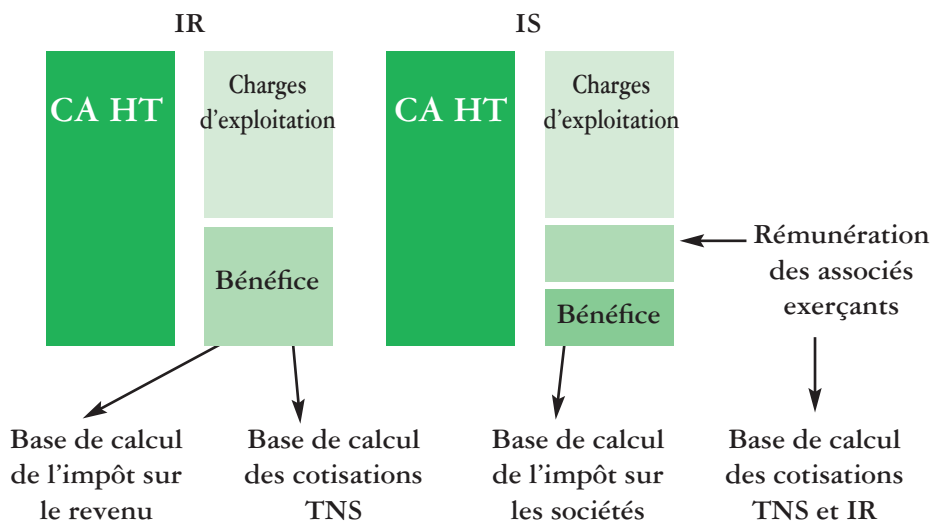 IR
IS
CA HT
Charges
d'exploitation
Bénéfice
CA HT
Charges
d'exploitation
Bénéfice
Rémunération
des associés
exerçants
Base de calcul
de l'impôt sur
le revenu
Base de calcul
des cotisations
TNS
Base de calcul
de l'impôt sur
les sociétés
Base de calcul
des cotisations
TNS et IR